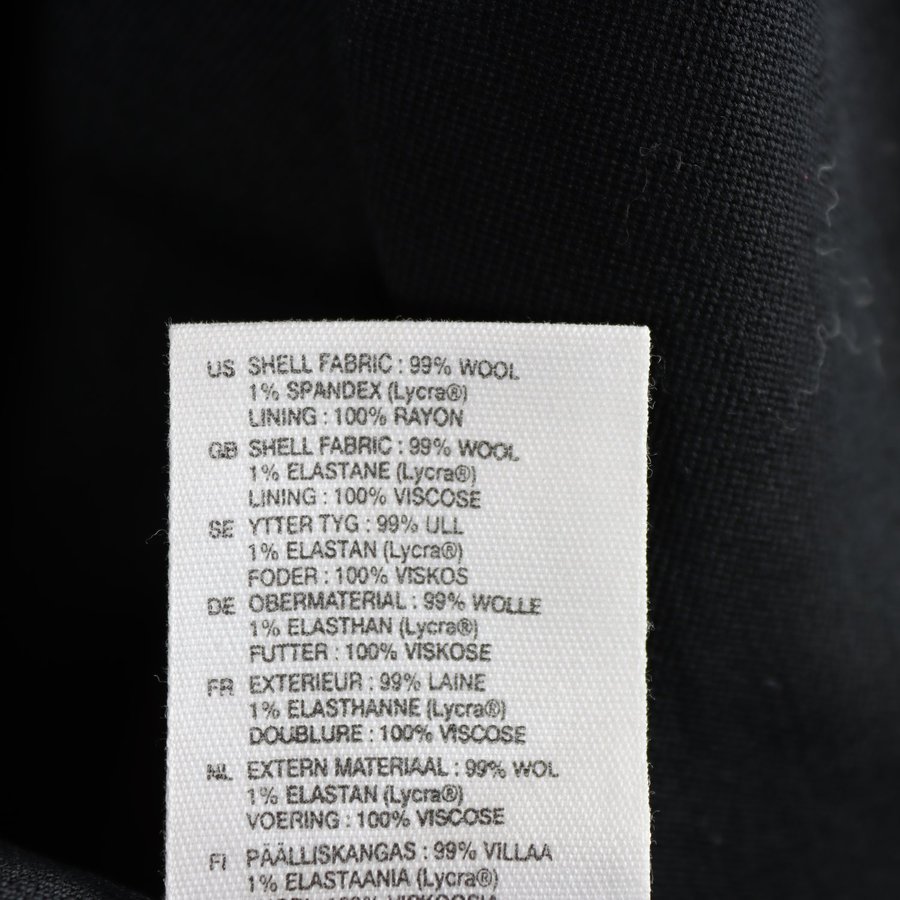 US SHELL FABRIC : 99% WOOL
1% SPANDEX (Lycra®)
LINING : 100% RAYON
GB SHELL FABRIC : 99% WOOL
1% ELASTANE (Lycra®)
LINING : 100% VISCOSE
SE YTTER TYG : 99% ULL
1% ELASTAN (Lycra®)
FODER : 100% VISKOS
DE OBERMATERIAL : 99% WOLLE
1% ELASTHAN (Lycra®)
FUTTER : 100% VISKOSE
FR EXTERIEUR : 99% LAINE
1% ELASTHANNE (Lycra®)
DOUBLURE : 100% VISCOSE
NL EXTERN MATERIAAL : 99% WOL
1% ELASTAN (Lycra®)
VOERING : 100% VISCOSE
FI PÄÄLLISKANGAS : 99% VILLAA
1% ELASTAANIA (Lycra®)